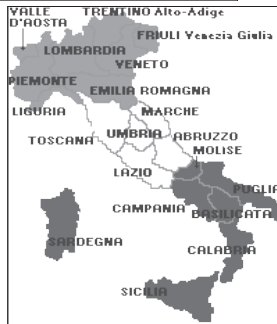 VALLE D'AOSTA
TRENTINO Alto-Adige
FRIULI Venezia Giulia
LOMBARDIA
VENETO
PIEMONTE
EMILIA ROMAGNA
LIGURIA
MARCHE
TOSCANA
UMBRIA
ABRUZZO
MOLISE
LAZIO
PUGLIA
CAMPANIA
BASILICATA
SARDEGNA
CALABRIA
SICILIA